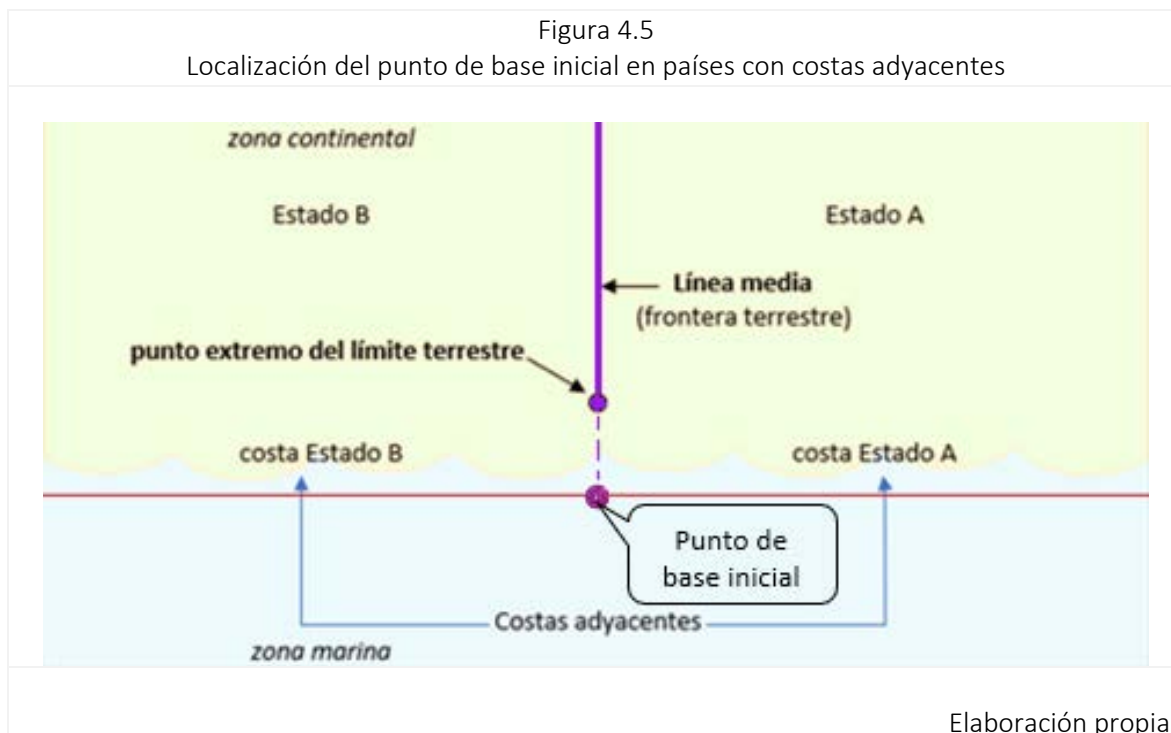 Figura 4.5
Localización del punto de base inicial en países con costas adyacentes
zona continental
Estado B
Estado A
Línea media
(frontera terrestre)
punto extremo del límite terrestre
costa Estado B
costa Estado A
Punto de
base inicial
Costas adyacentes
zona marina
Elaboración propia